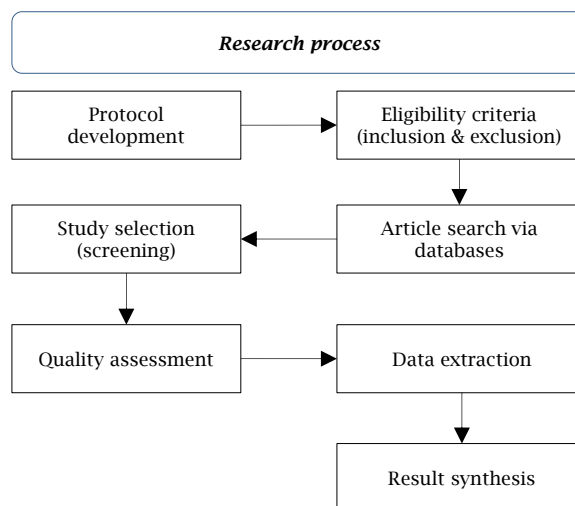 Research process
Protocol
development
Eligibility criteria
(inclusion & exclusion)
Article search via
databases
Study selection
(screening)
Quality assessment
Data extraction
Result synthesis